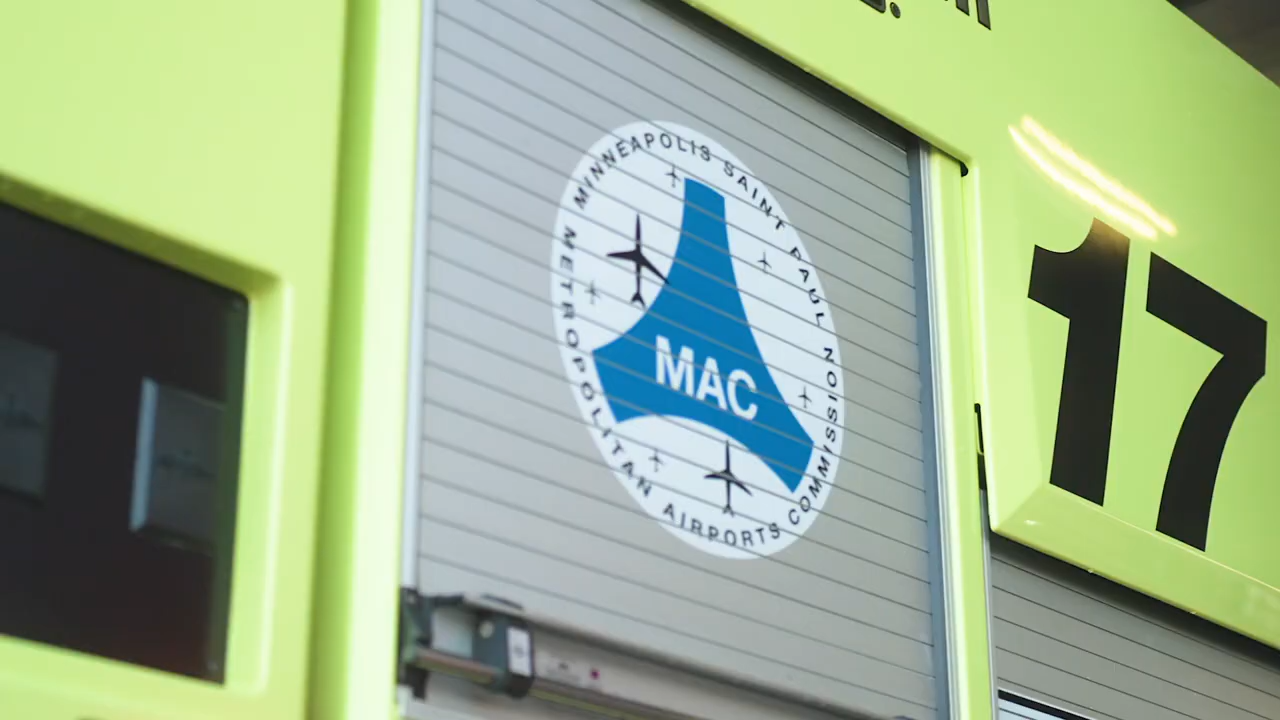 MINNEAPOLIS SAINT PAUL
METROPOLITAN AIRPORTS COMMISSION
MAC
17